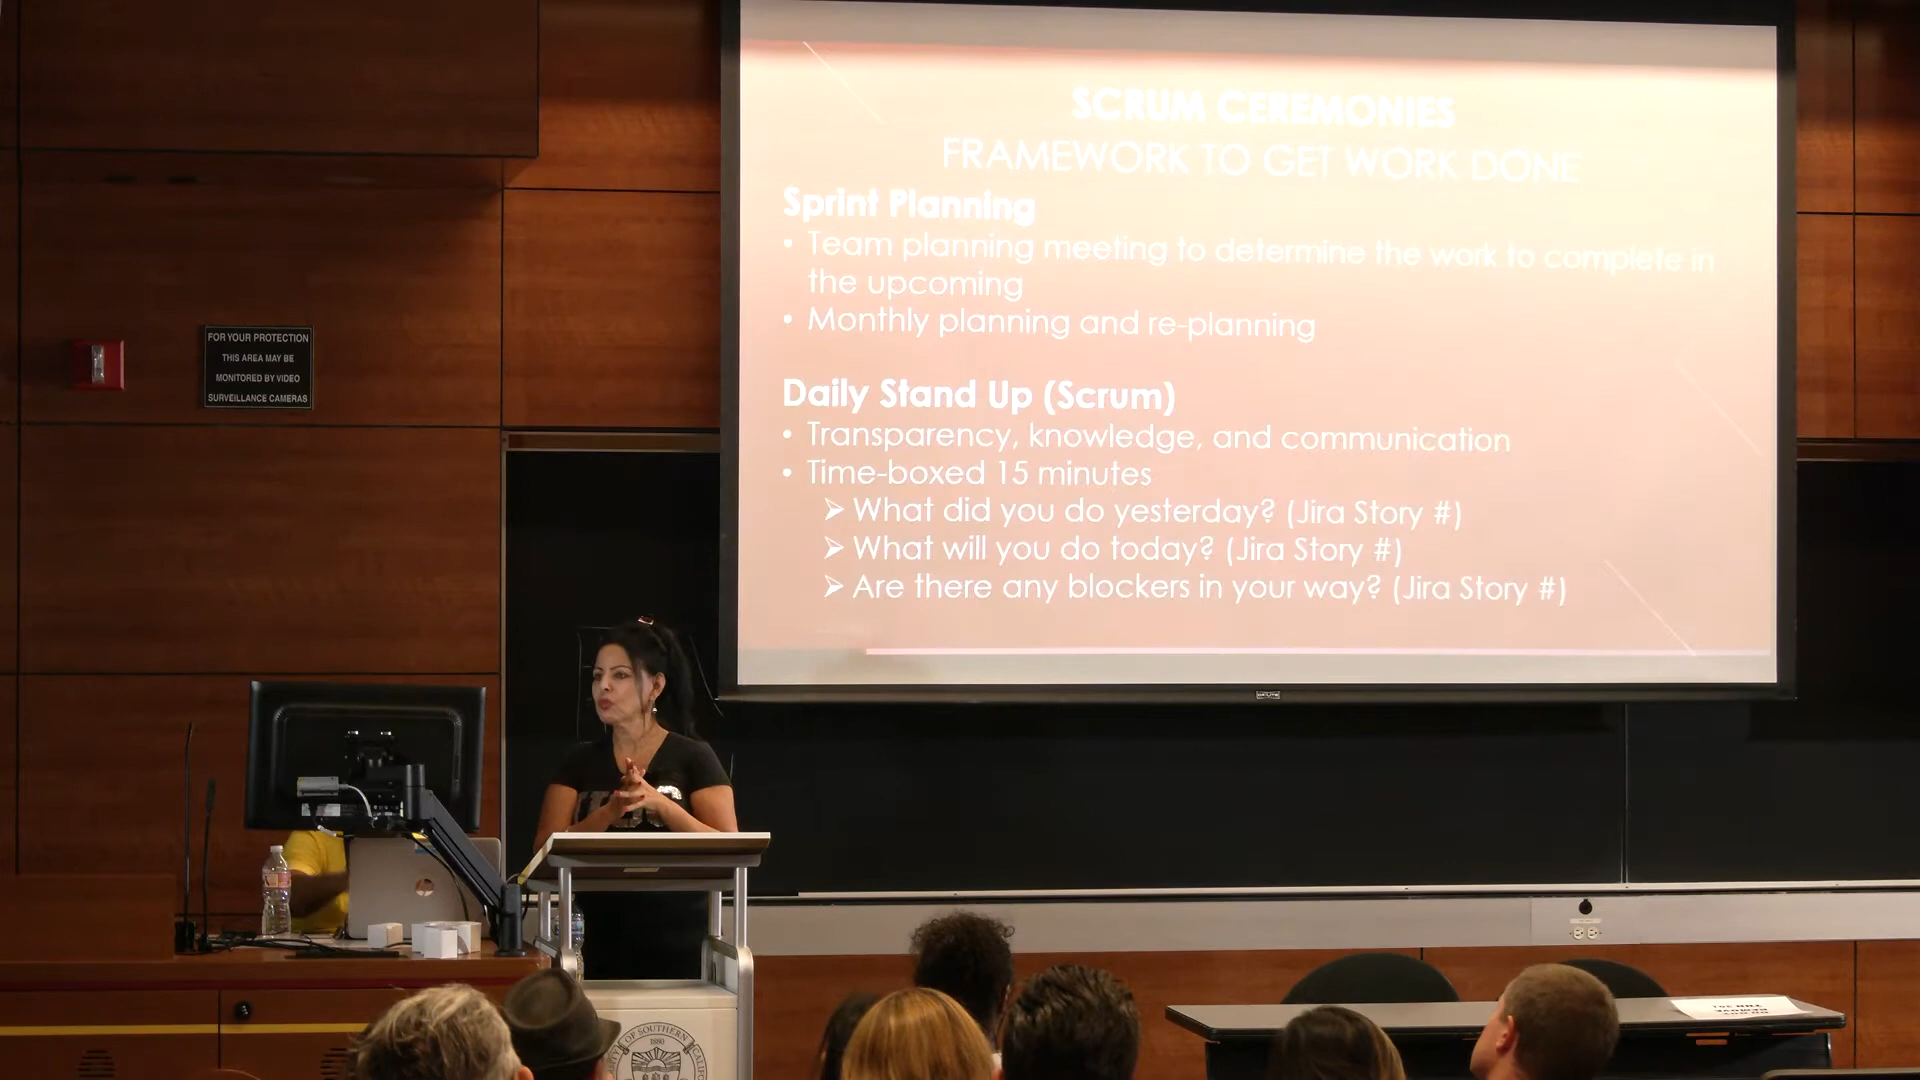 SCRUM CEREMONIES
FRAMEWORK TO GET WORK DONE
Sprint Planning
• Team planning meeting to determine the work to complete in
the upcoming
• Monthly planning and re-planning
Daily Stand Up (Scrum)
• Transparency, knowledge, and communication
• Time-boxed 15 minutes
➢ What did you do yesterday? (Jira Story #)
➢ What will you do today? (Jira Story #)
➢ Are there any blockers in your way? (Jira Story #)
FOR YOUR PROTECTION
THIS AREA MAY BE
MONITORED BY VIDEO
SURVEILLANCE CAMERAS
OF SOUTHERN
1880